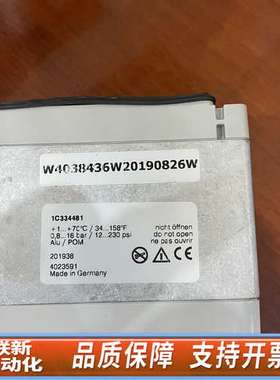 W4038436W20190826W
1C334481
+1...+70°C / 34...158°F
0,8...16 bar / 12...230 psi
Alu / POM
201938
4023591
Made in Germany
nicht öffnen
do not open
ne pas ouvrir
联新
动化
品质保障 支持开票